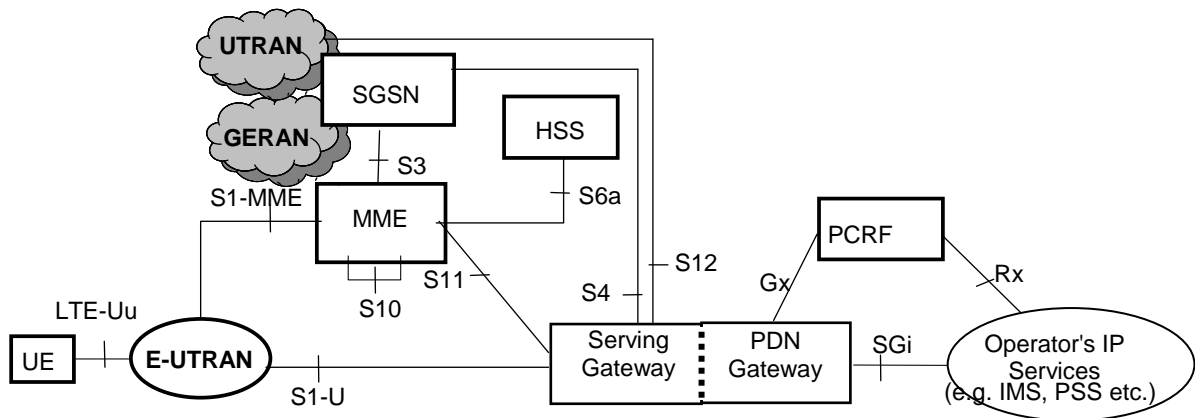 UTRAN
SGSN
GERAN
HSS
S3
S1-MME
S6a
MME
PCRF
S11
S12
Gx
Rx
S4
S10
LTE-Uu
UE
E-UTRAN
Serving
Gateway
PDN
Gateway
SGi
Operator's IP
Services
(e.g. IMS, PSS etc.)
S1-U